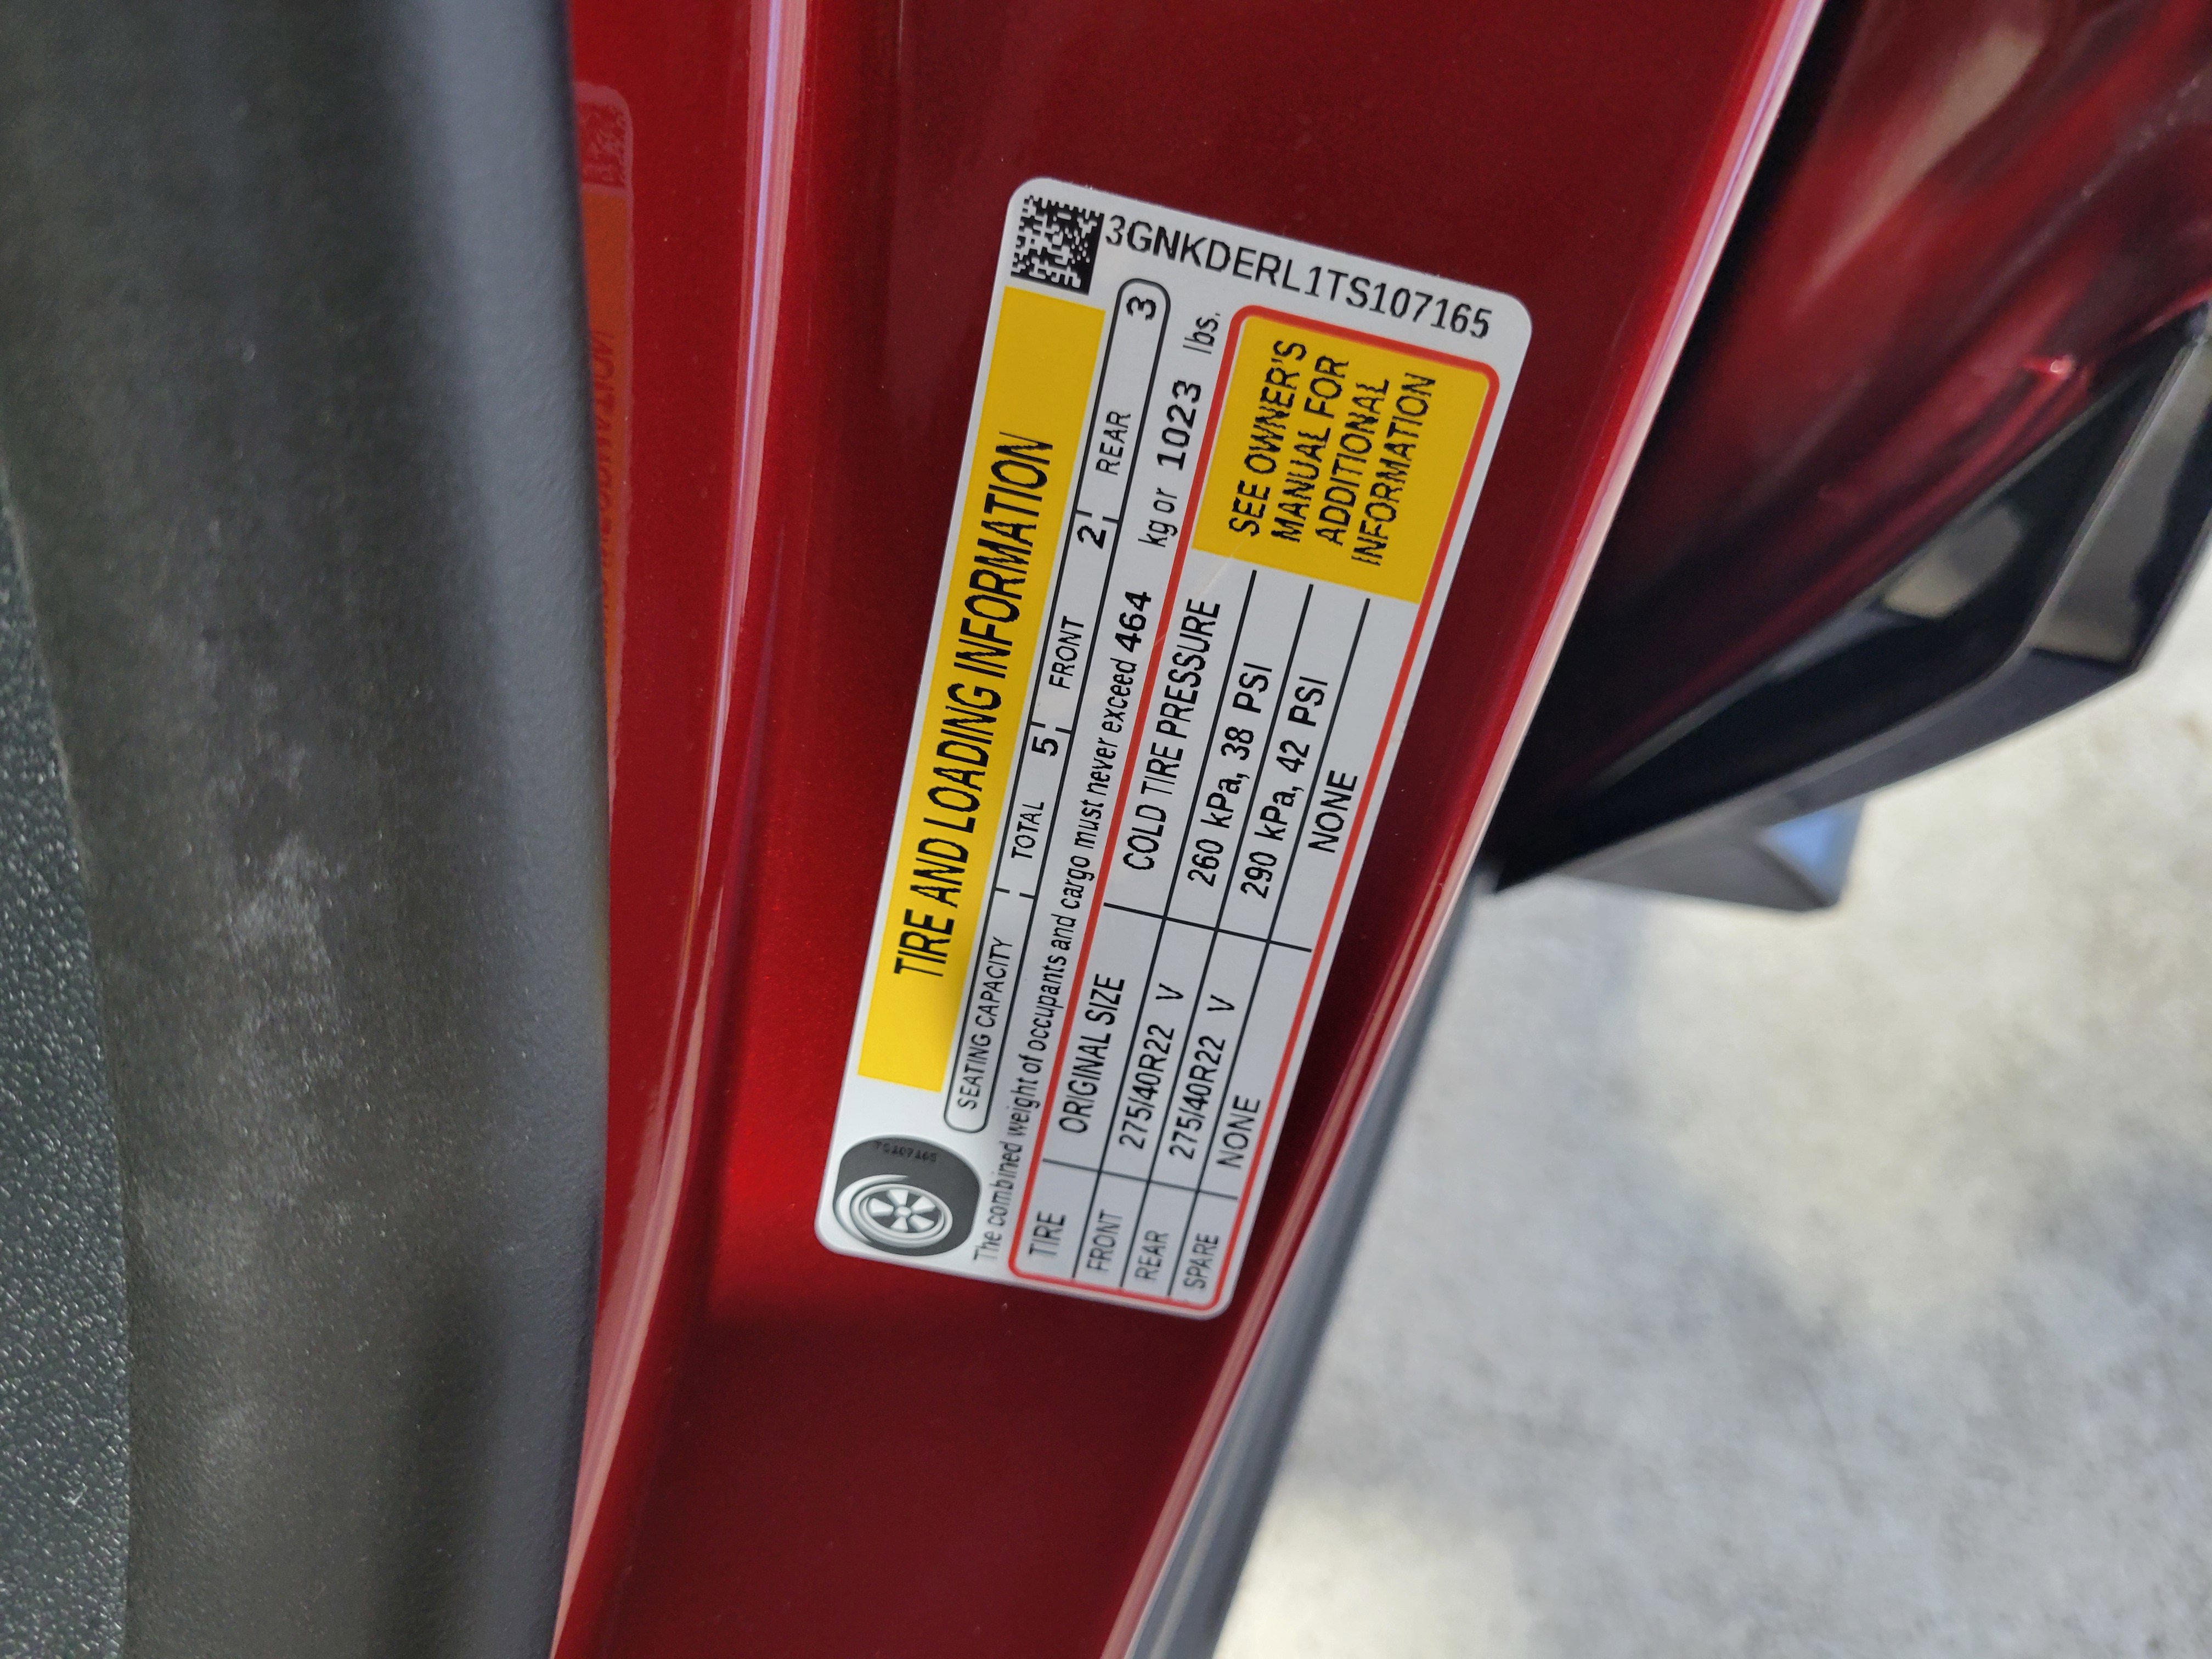 TIRE AND LOADING INFORMATION
SEATING CAPACITY TOTAL 5 FRONT 2 REAR 3
The combined weight of occupants and cargo must never exceed 464 kg or 1023 lbs.
TIRE ORIGINAL SIZE COLD TIRE PRESSURE
FRONT 275/40R22 V 260 kPa, 38 PSI
REAR 275/40R22 V 290 kPa, 42 PSI
SPARE NONE NONE
SEE OWNER'S
MANUAL FOR
ADDITIONAL
INFORMATION
3GNKDERL1TS107165
TS107165